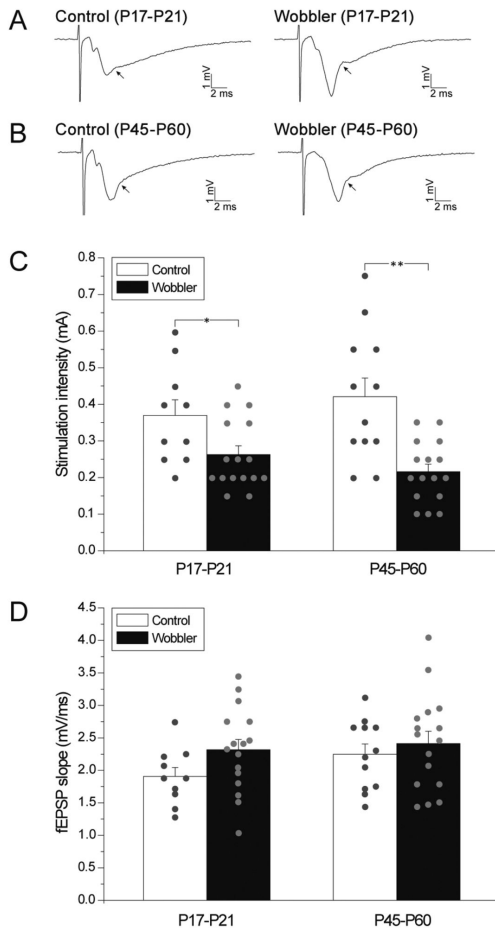 A
Control (P17-P21)
Wobbler (P17-P21)
1 mV
2 ms
1 mV
2 ms
B
Control (P45-P60)
Wobbler (P45-P60)
1 mV
2 ms
1 mV
2 ms
C
0.8
0.7
0.6
0.5
0.4
0.3
0.2
0.1
0.0
Stimulation intensity (mA)
Control
Wobbler
*
**
P17-P21
P45-P60
D
4.5
4.0
3.5
3.0
2.5
2.0
1.5
1.0
0.5
0.0
fEPSP slope (mV/ms)
Control
Wobbler
P17-P21
P45-P60